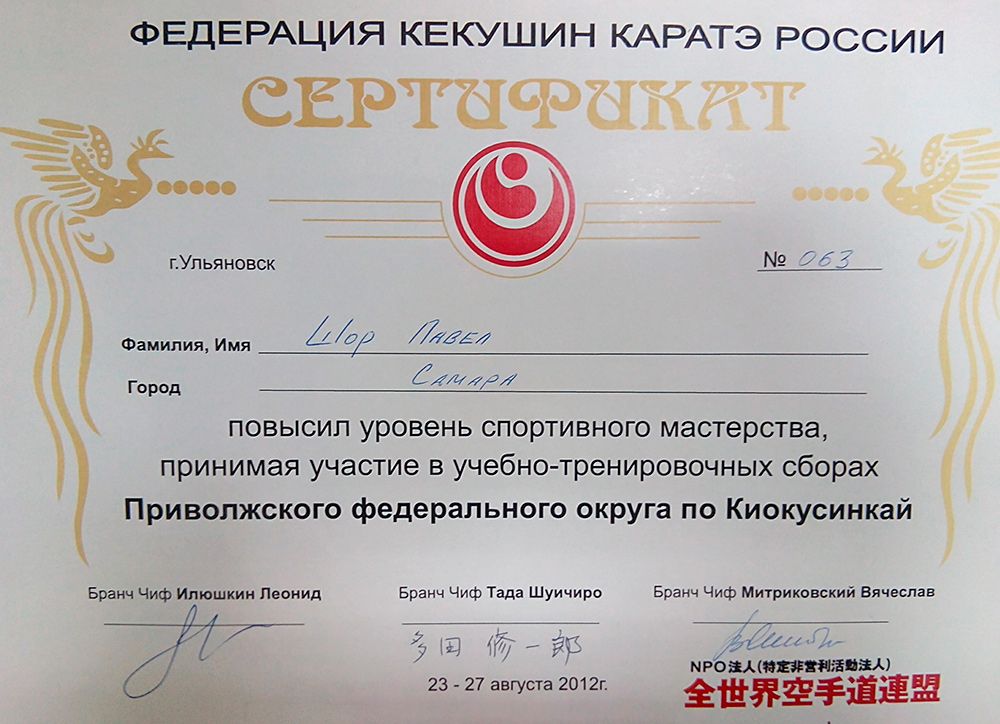 ФЕДЕРАЦИЯ КЕКУШИН КАРАТЭ РОССИИ
СЕРТИФИКАТ
г.Ульяновск
№ 063
Фамилия, Имя Шор Павел
Город Самара
повысил уровень спортивного мастерства,
принимая участие в учебно-тренировочных сборах
Приволжского федерального округа по Киокусинкай
Бранч Чиф Илюшкин Леонид
Бранч Чиф Тада Шуичиро
Бранч Чиф Митриковский Вячеслав
多田 修一郎
23 - 27 августа 2012г.
NPO法人(特定非営利活動法人)
全世界空手道連盟